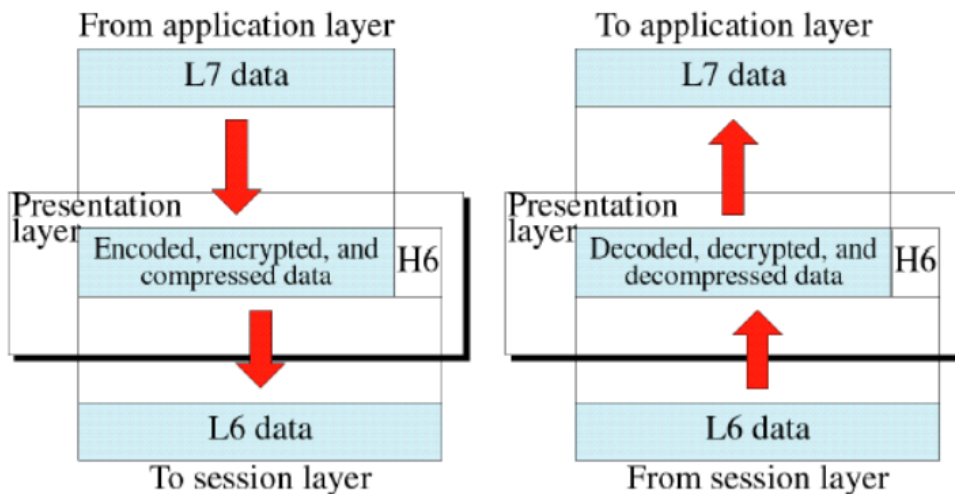 From application layer
L7 data
Presentation
layer
Encoded, encrypted, and
compressed data
H6
L6 data
To session layer
To application layer
L7 data
Presentation
layer
Decoded, decrypted, and
decompressed data
H6
L6 data
From session layer